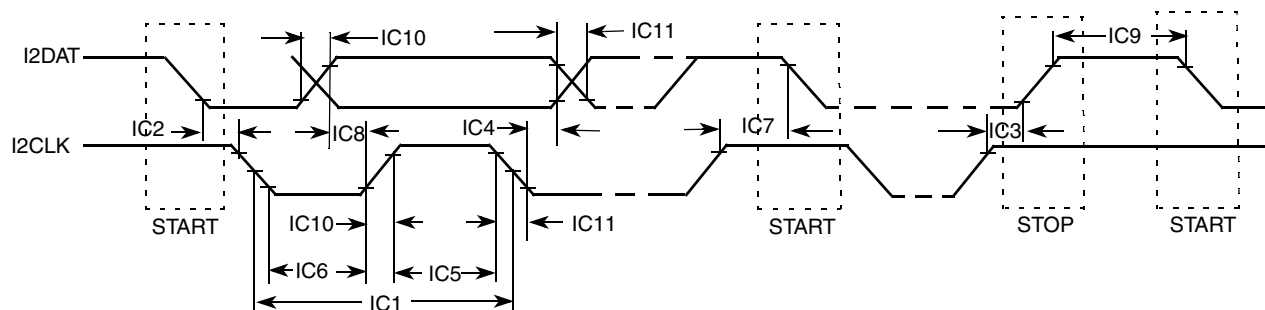 IC10
IC11
IC9
I2DAT
IC2
IC8
IC4
IC7
IC3
I2CLK
START
IC10
IC11
START
STOP
START
IC6
IC5
IC1